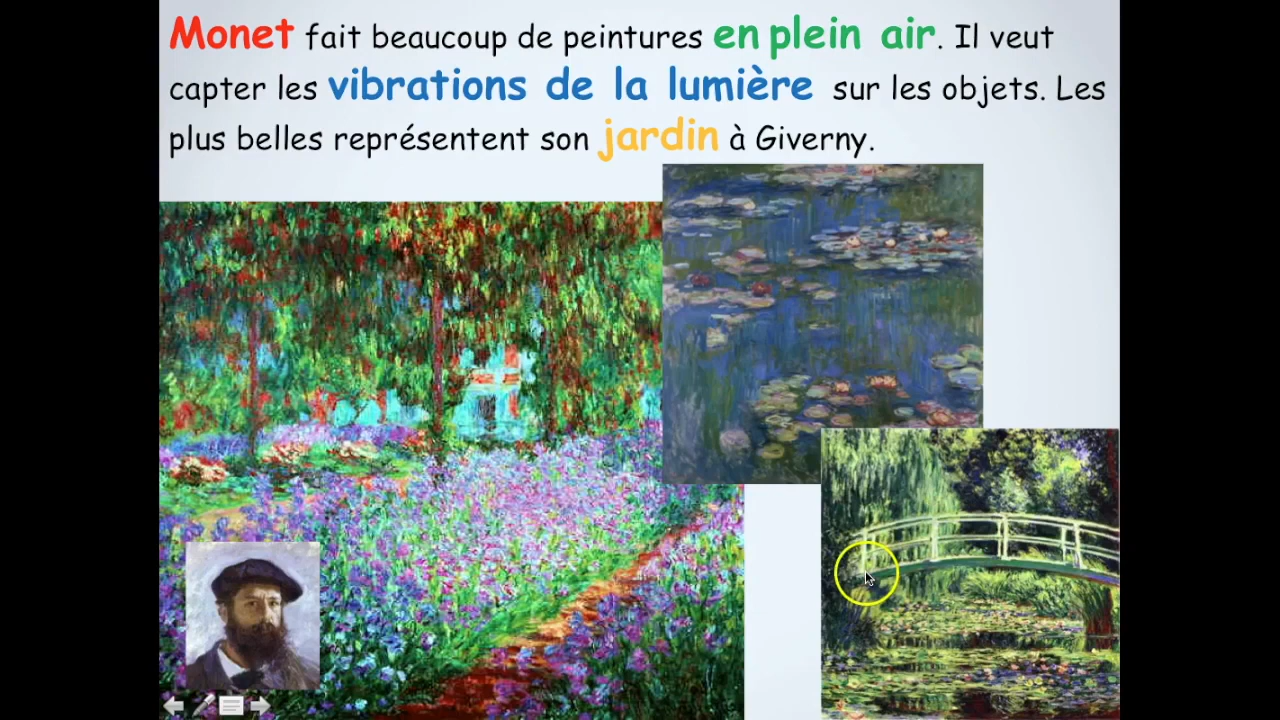 Monet fait beaucoup de peintures en plein air. Il veut
capter les vibrations de la lumière sur les objets. Les
plus belles représentent son jardin à Giverny.